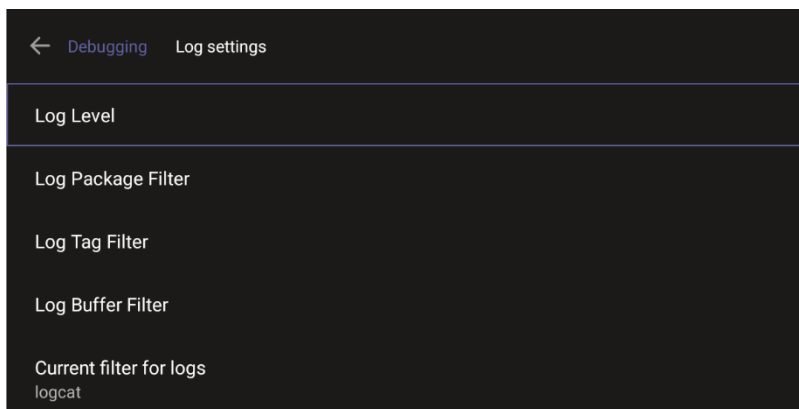 Debugging Log settings
Log Level
Log Package Filter
Log Tag Filter
Log Buffer Filter
Current filter for logs
logcat